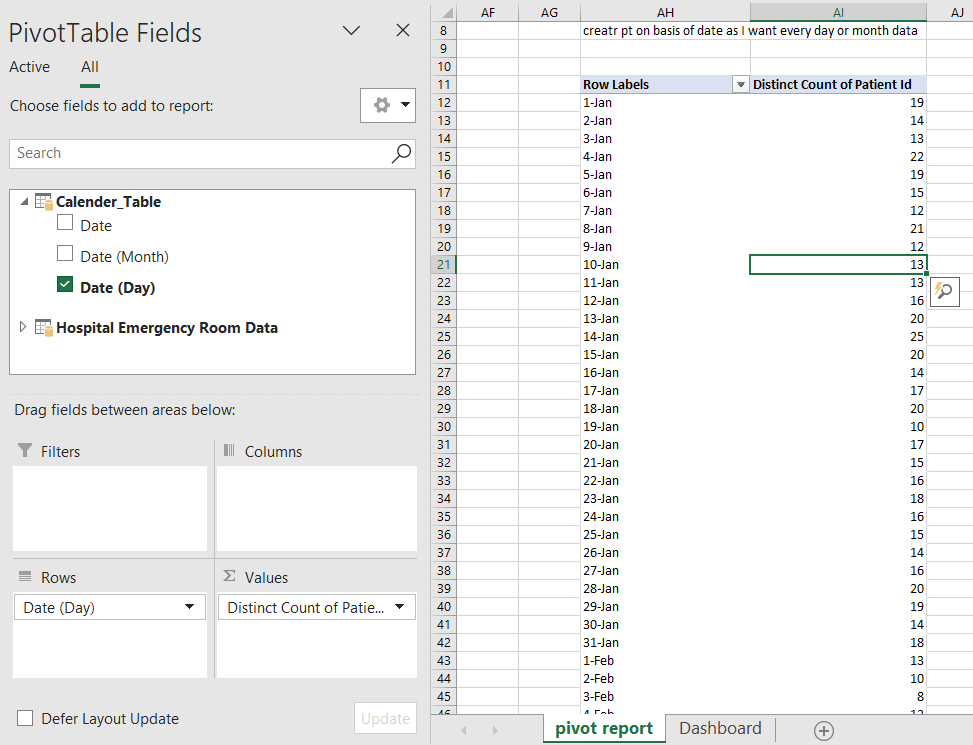 PivotTable Fields
Active All
Choose fields to add to report:
Search
Calender_Table
Date
Date (Month)
Date (Day)
Hospital Emergency Room Data
Drag fields between areas below:
Filters
Columns
Rows
Values
Date (Day)
Distinct Count of Patie...
Defer Layout Update
Update
AF AG AH AI AJ
8 creatr pt on basis of date as I want every day or month data
9
10
11 Row Labels Distinct Count of Patient Id
12 1-Jan 19
13 2-Jan 14
14 3-Jan 13
15 4-Jan 22
16 5-Jan 19
17 6-Jan 15
18 7-Jan 12
19 8-Jan 21
20 9-Jan 12
21 10-Jan 13
22 11-Jan 13
23 12-Jan 16
24 13-Jan 20
25 14-Jan 25
26 15-Jan 20
27 16-Jan 14
28 17-Jan 17
29 18-Jan 20
30 19-Jan 10
31 20-Jan 17
32 21-Jan 15
33 22-Jan 16
34 23-Jan 18
35 24-Jan 16
36 25-Jan 15
37 26-Jan 14
38 27-Jan 16
39 28-Jan 20
40 29-Jan 19
41 30-Jan 14
42 31-Jan 18
43 1-Feb 13
44 2-Feb 10
45 3-Feb 8
46 4-Feb 12
pivot report Dashboard